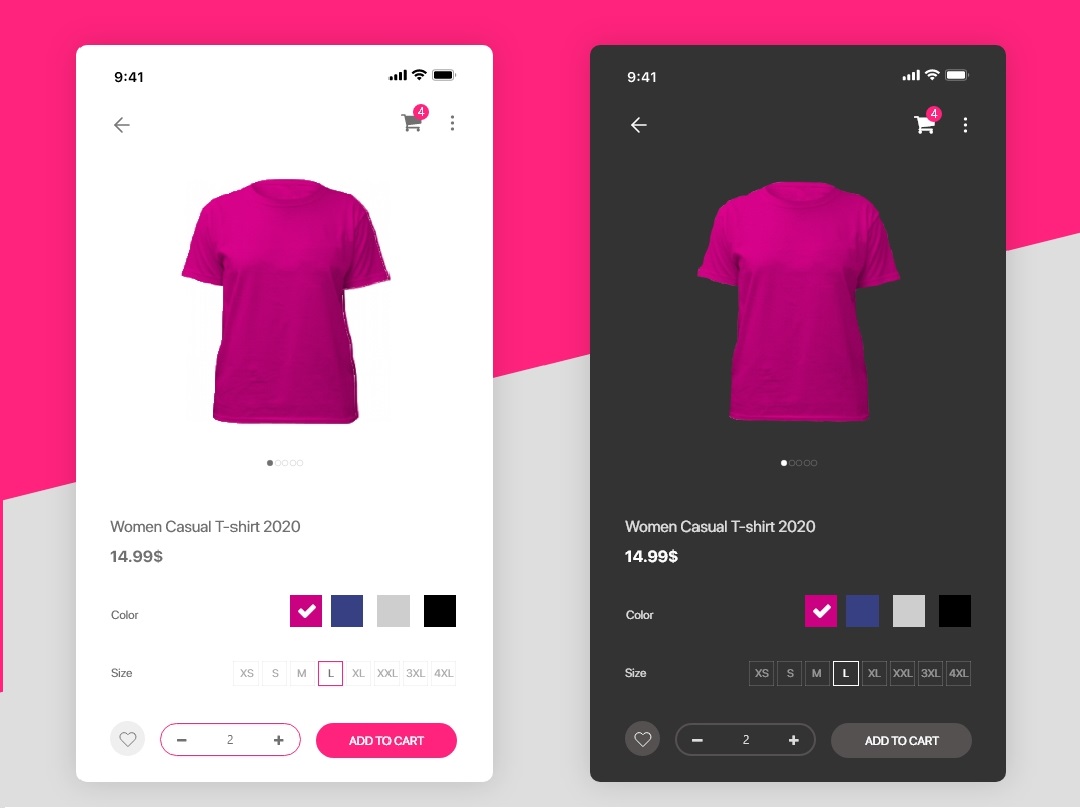 9:41
4
Women Casual T-shirt 2020
14.99$
Color
Size XS S M L XL XXL 3XL 4XL
2 ADD TO CART
9:41
4
Women Casual T-shirt 2020
14.99$
Color
Size XS S M L XL XXL 3XL 4XL
2 ADD TO CART